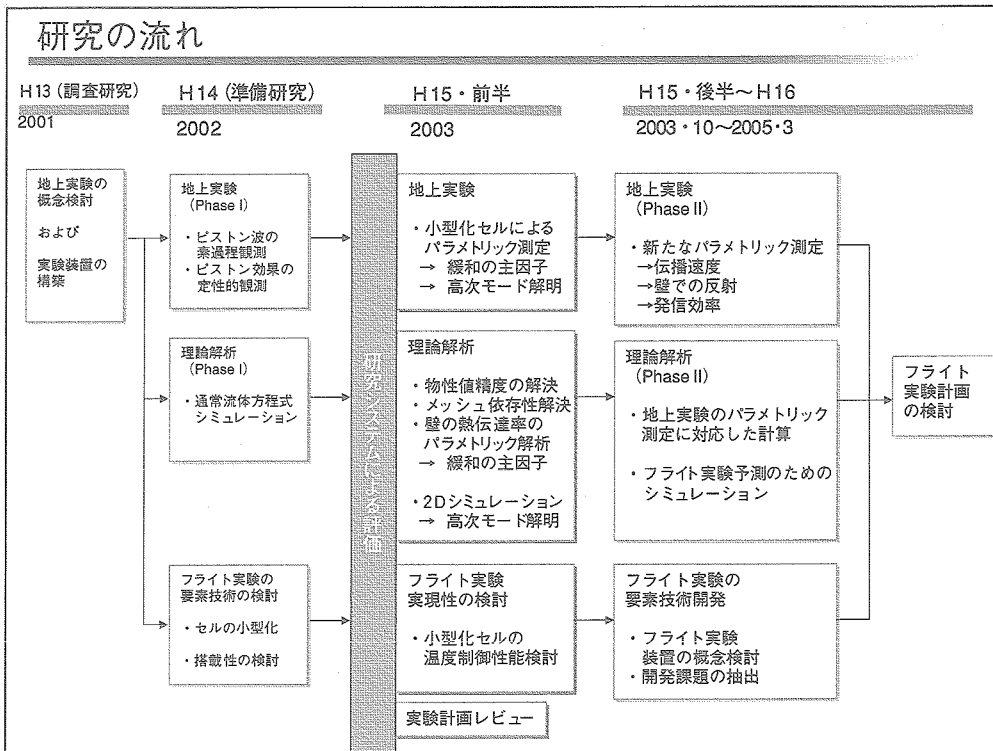 研究の流れ
H13 (調査研究)
2001
H14 (準備研究)
2002
H15・前半
2003
H15・後半～H16
2003・10～2005・3
地上実験の
概念検討
および
実験装置の
構築
地上実験
(Phase I)
・ピストン波の
素過程観測
・ピストン効果の
定性的観測
理論解析
(Phase I)
・通常流体方程式
シミュレーション
フライト実験の
要素技術の検討
・セルの小型化
・搭載性の検討
研究システムによる評価
地上実験
・小型化セルによる
パラメトリック測定
→ 緩和の主因子
→ 高次モード解明
理論解析
・物性値精度の解決
・メッシュ依存性解決
・壁の熱伝達率の
パラメトリック解析
→ 緩和の主因子
・2Dシミュレーション
→ 高次モード解明
フライト実験
実現性の検討
・小型化セルの
温度制御性能検討
実験計画レビュー
地上実験
(Phase II)
・新たなパラメトリック測定
→伝播速度
→壁での反射
→発信効率
理論解析
(Phase II)
・地上実験のパラメトリック
測定に対応した計算
・フライト実験予測のための
シミュレーション
フライト実験の
要素技術開発
・フライト実験
装置の概念検討
・開発課題の抽出
フライト
実験計画
の検討